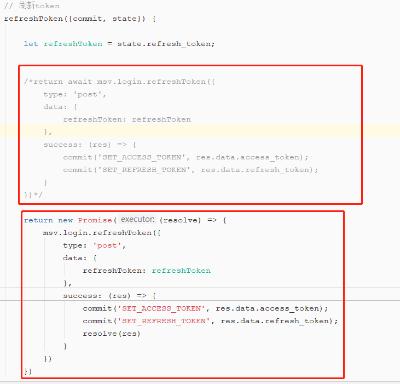 // 刷新token
refreshToken({commit, state}) {
let refreshToken = state.refresh_token;
/*return await msv.login.refreshToken({
type: 'post',
data: {
refreshToken: refreshToken
},
success: (res) => {
commit('SET_ACCESS_TOKEN', res.data.access_token);
commit('SET_REFRESH_TOKEN', res.data.refresh_token);
}
})*/
return new Promise( executor: (resolve) => {
msv.login.refreshToken({
type: 'post',
data: {
refreshToken: refreshToken
},
success: (res) => {
commit('SET_ACCESS_TOKEN', res.data.access_token);
commit('SET_REFRESH_TOKEN', res.data.refresh_token);
resolve(res)
}
})
})